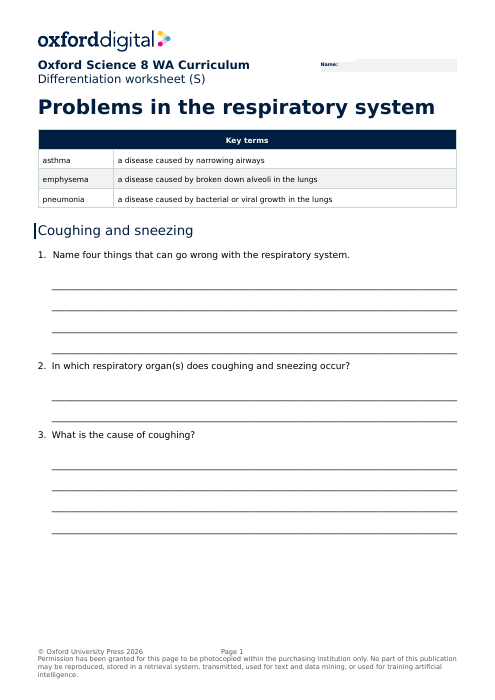 oxforddigital
Oxford Science 8 WA Curriculum
Name:
Differentiation worksheet (S)
Problems in the respiratory system
Key terms
asthma a disease caused by narrowing airways
emphysema a disease caused by broken down alveoli in the lungs
pneumonia a disease caused by bacterial or viral growth in the lungs
Coughing and sneezing
1. Name four things that can go wrong with the respiratory system.
2. In which respiratory organ(s) does coughing and sneezing occur?
3. What is the cause of coughing?
© Oxford University Press 2026 Page 1
Permission has been granted for this page to be photocopied within the purchasing institution only. No part of this publication
may be reproduced, stored in a retrieval system, transmitted, used for text and data mining, or used for training artificial
intelligence.